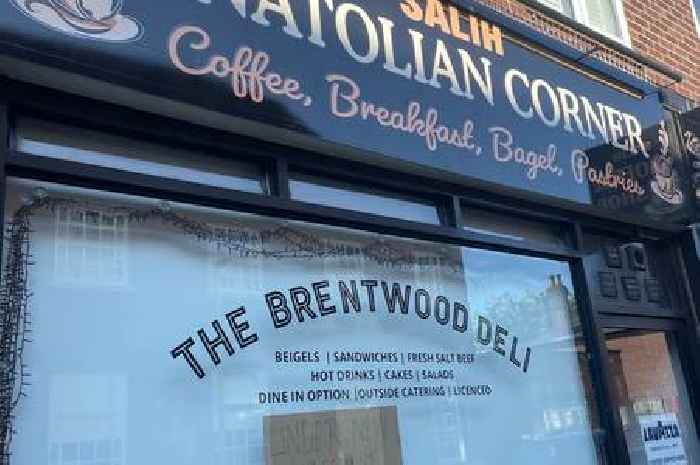 SALIH
NATOLIAN CORNER
Coffee, Breakfast, Bagel, Pastries
THE BRENTWOOD DELI
BEIGELS | SANDWICHES | FRESH SALT BEEF
HOT DRINKS | CAKES | SALADS
DINE IN OPTION |OUTSIDE CATERING | LICENCED
LAVAZZA